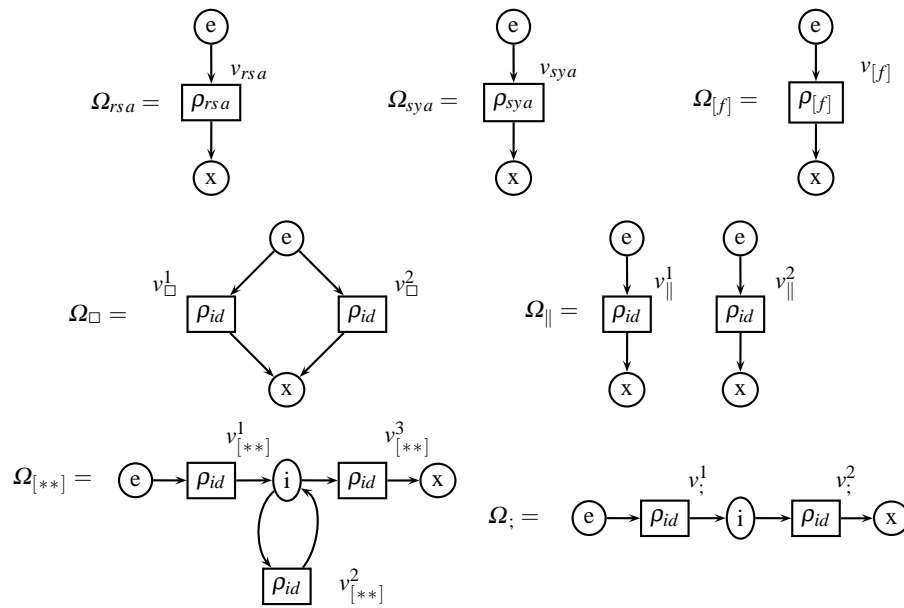 e e e
v_{rsa} v_{sya} v_{[f]}
Ω_{rsa} = ρ_{rsa} Ω_{sya} = ρ_{sya} Ω_{[f]} = ρ_{[f]}
x x x
e e e
v^1_□ v^2_□ v^1_∥ v^2_∥
Ω_□ = ρ_{id} ρ_{id} Ω_∥ = ρ_{id} ρ_{id}
x x x
v^1_{[**]} v^3_{[**]}
Ω_{[**]} = e ρ_{id} i ρ_{id} x
v^1_; v^2_;
Ω_; = e ρ_{id} i ρ_{id} x
ρ_{id} v^2_{[**]}